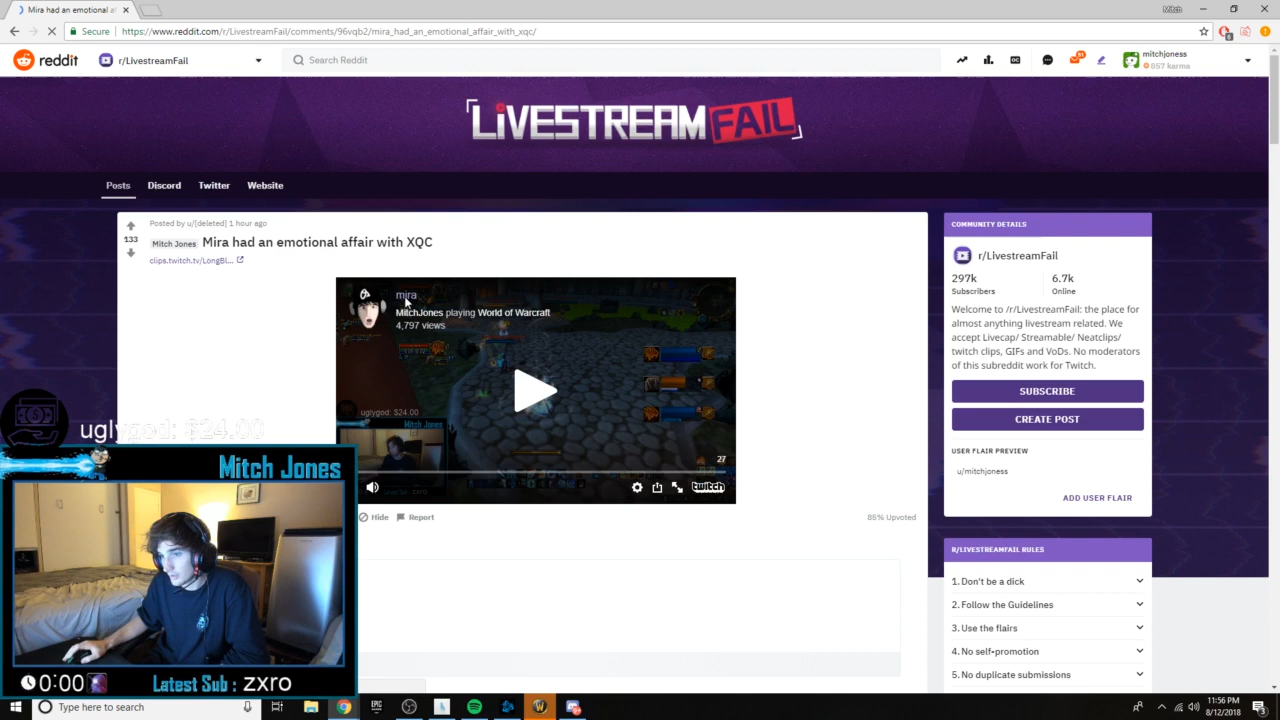 Mira had an emotional af
Mitch
Secure
https://www.reddit.com/r/LivestreamFail/comments/96vqb2/mira_had_an_emotional_affair_with_xqc/
reddit
r/LivestreamFail
Search Reddit
mitchjoness
857 karma
LIVESTREAMFAIL
Posts
Discord
Twitter
Website
Posted by u/[deleted] 1 hour ago
133
Mitch Jones Mira had an emotional affair with XQC
clips.twitch.tv/LongBl...
mira
MitchJones playing World of Warcraft
4,797 views
uglygod: $24.00
Mitch Jones
27
twitch
Hide
Report
85% Upvoted
COMMUNITY DETAILS
r/LivestreamFail
297k
6.7k
Subscribers
Online
Welcome to /r/LivestreamFail: the place for
almost anything livestream related. We
accept Livecap/ Streamable/ Neatclips/
twitch clips, GIFs and VoDs. No moderators
of this subreddit work for Twitch.
SUBSCRIBE
CREATE POST
USER FLAIR PREVIEW
u/mitchjoness
ADD USER FLAIR
R/LIVESTREAMFAIL RULES
1. Don't be a dick
2. Follow the Guidelines
3. Use the flairs
4. No self-promotion
5. No duplicate submissions
uglygod: $24.00
Mitch Jones
0:00
Latest Sub : zxro
Type here to search
EPIC
11:56 PM
8/12/2018